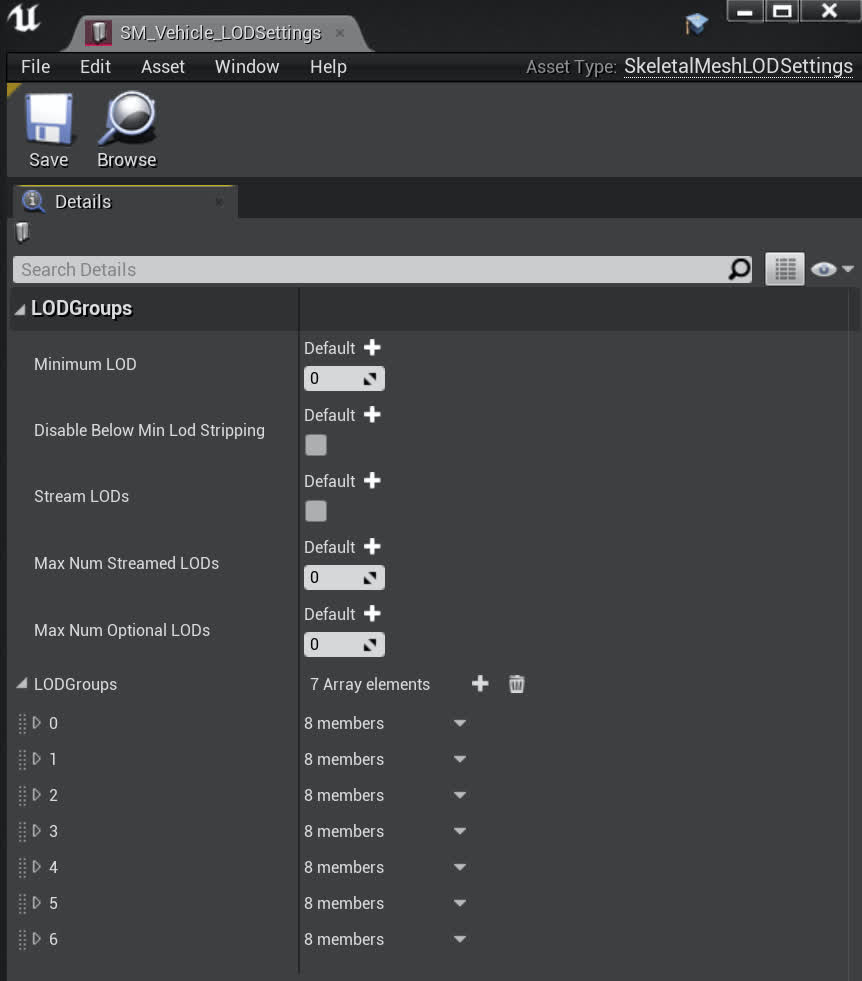 SM_Vehicle_LODSettings
File Edit Asset Window Help Asset Type: SkeletalMeshLODSettings
Save Browse
Details
Search Details
LODGroups
Default
Minimum LOD
0
Default
Disable Below Min Lod Stripping
Default
Stream LODs
Default
Max Num Streamed LODs
0
Default
Max Num Optional LODs
0
LODGroups 7 Array elements
0 8 members
1 8 members
2 8 members
3 8 members
4 8 members
5 8 members
6 8 members